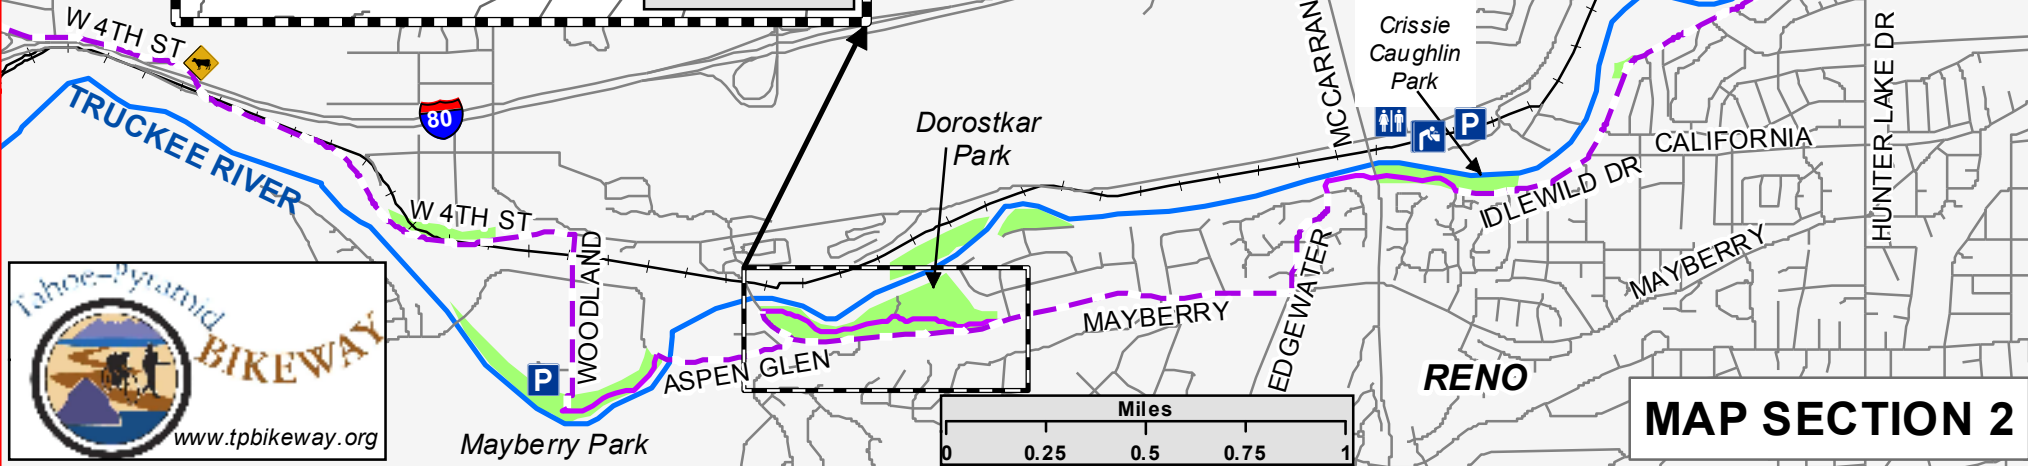 W 4TH ST
TRUCKEE RIVER
80
W 4TH ST
WOODLAND
Dorostkar
Park
MCCARRAN
Crissie
Caughlin
Park
P
CALIFORNIA
IDLEWILD DR
HUNTER LAKE DR
MAYBERRY
MAYBERRY
EDGEWATER
ASPEN GLEN
P
Mayberry Park
RENO
Tahoe-Pyramid
BIKEWAY
www.tpbikeway.org
Miles
0 0.25 0.5 0.75 1
MAP SECTION 2